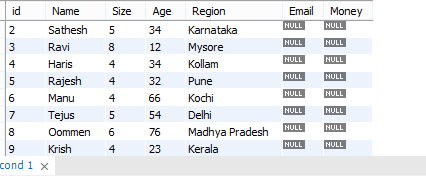 id Name Size Age Region Email Money
2 Sathesh 5 34 Karnataka NULL NULL
3 Ravi 8 12 Mysore NULL NULL
4 Haris 4 34 Kollam NULL NULL
5 Rajesh 4 32 Pune NULL NULL
6 Manu 4 66 Kochi NULL NULL
7 Tejus 5 54 Delhi NULL NULL
8 Oommen 6 76 Madhya Pradesh NULL NULL
9 Krish 4 23 Kerala NULL NULL
cond 1